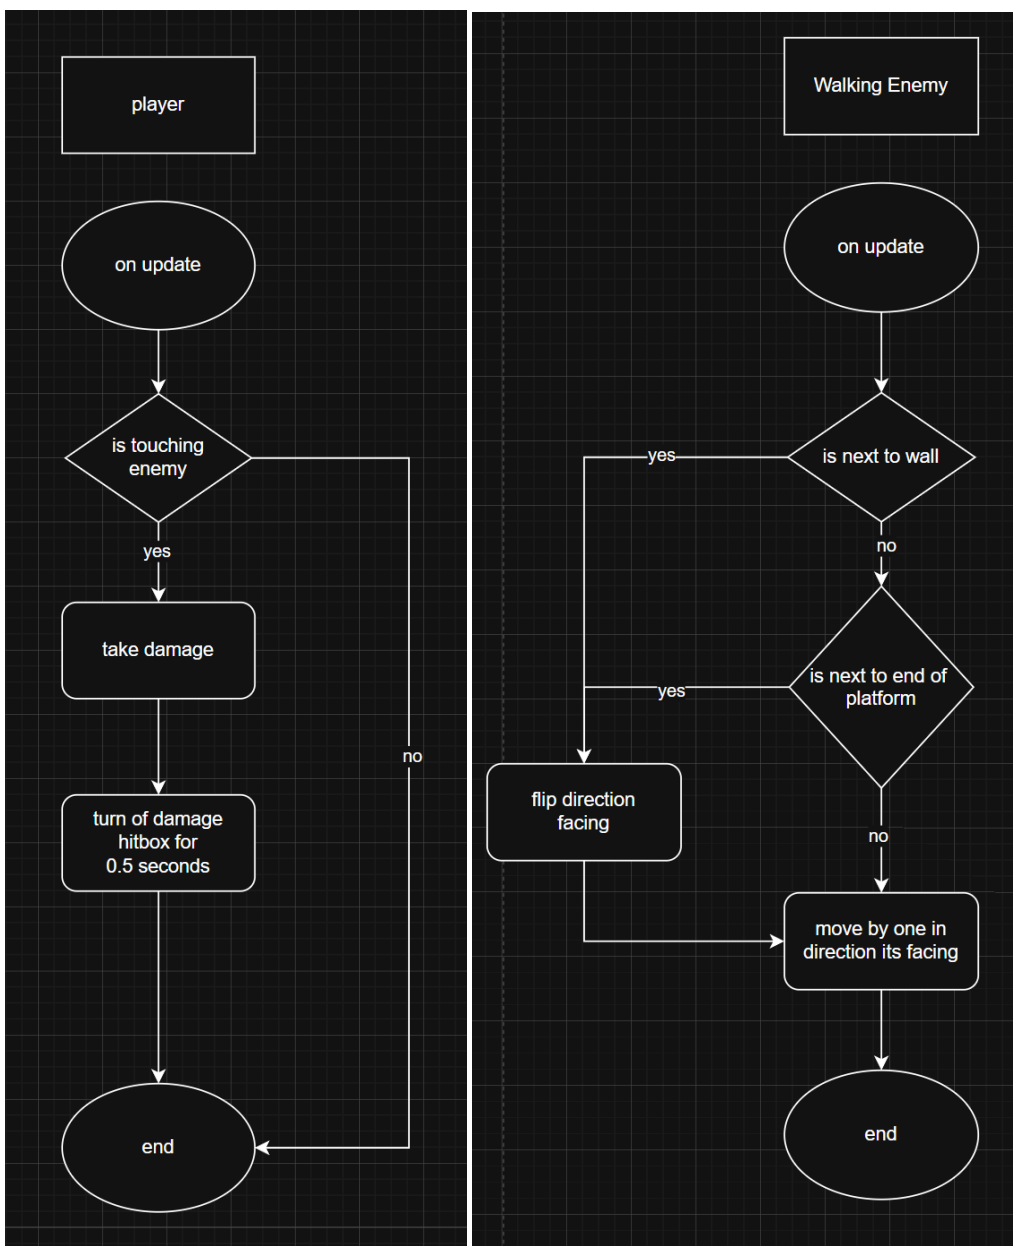 player
on update
is touching
enemy
yes
take damage
no
turn of damage
hitbox for
0.5 seconds
end
Walking Enemy
on update
is next to wall
yes
no
is next to end of
platform
yes
flip direction
facing
no
move by one in
direction its facing
end